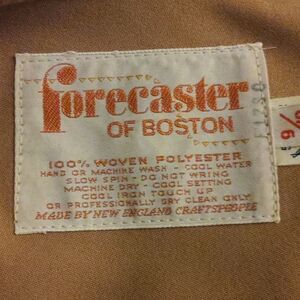 forecaster
OF BOSTON
100% WOVEN POLYESTER
HAND OR MACHINE WASH - COOL WATER
SLOW SPIN - DO NOT WRING
MACHINE DRY - COOL SETTING
COOL IRON TOUCH UP
OR PROFESSIONALLY DRY CLEAN ONLY
MADE BY NEW ENGLAND CRAFTSPEOPLE